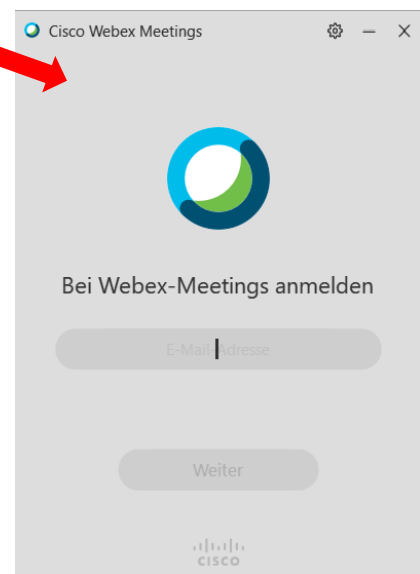 Cisco Webex Meetings
Bei Webex-Meetings anmelden
E-Mail-Adresse
Weiter
CISCO